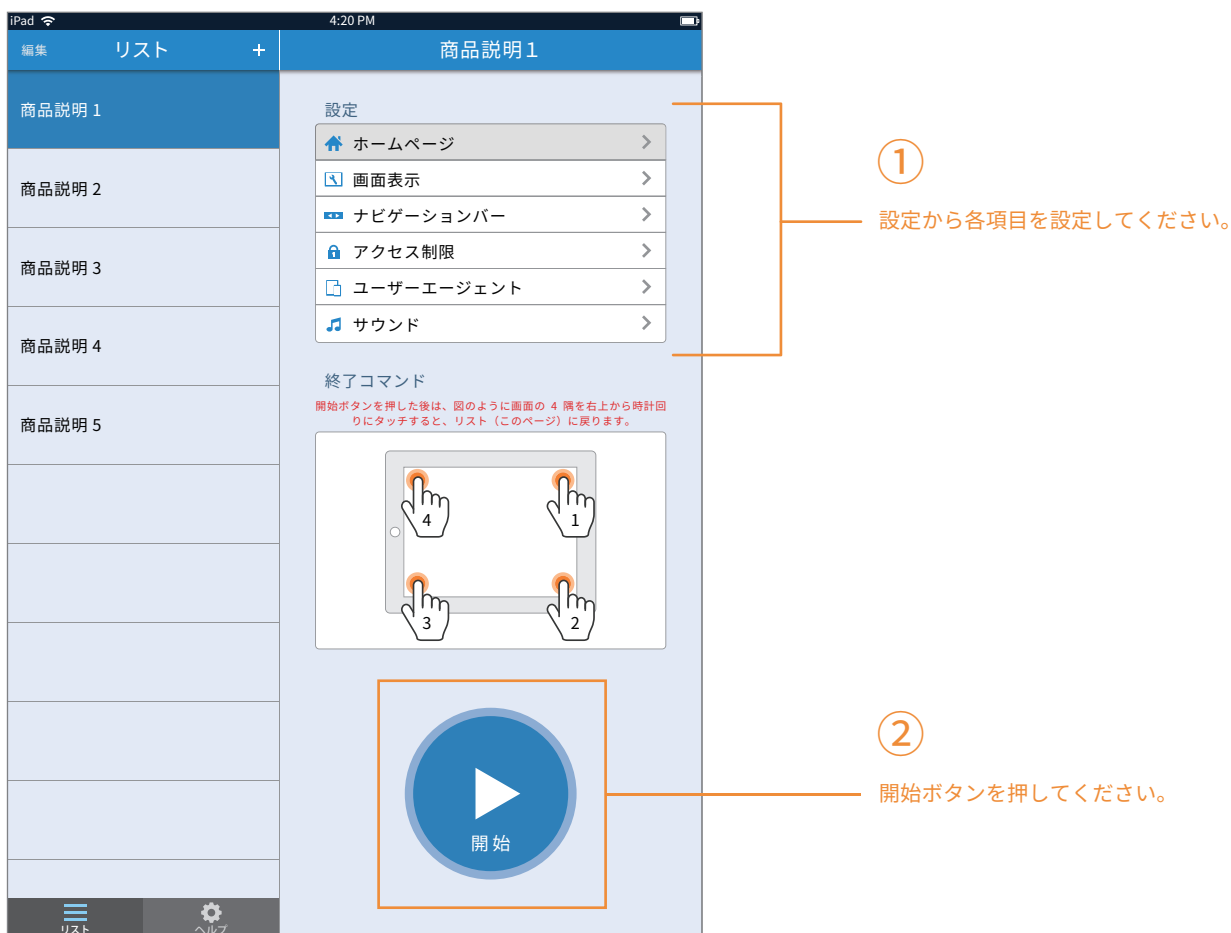 iPad 4:20 PM
編集 リスト + 商品説明１
商品説明 1
商品説明 2
商品説明 3
商品説明 4
商品説明 5
リスト
ヘルプ
設定
ホームページ
画面表示
ナビゲーションバー
アクセス制限
ユーザーエージェント
サウンド
終了コマンド
開始ボタンを押した後は、図のように画面の 4 隅を右上から時計回
りにタッチすると、リスト（このページ）に戻ります。
4 1
3 2
開始
①
設定から各項目を設定してください。
②
開始ボタンを押してください。